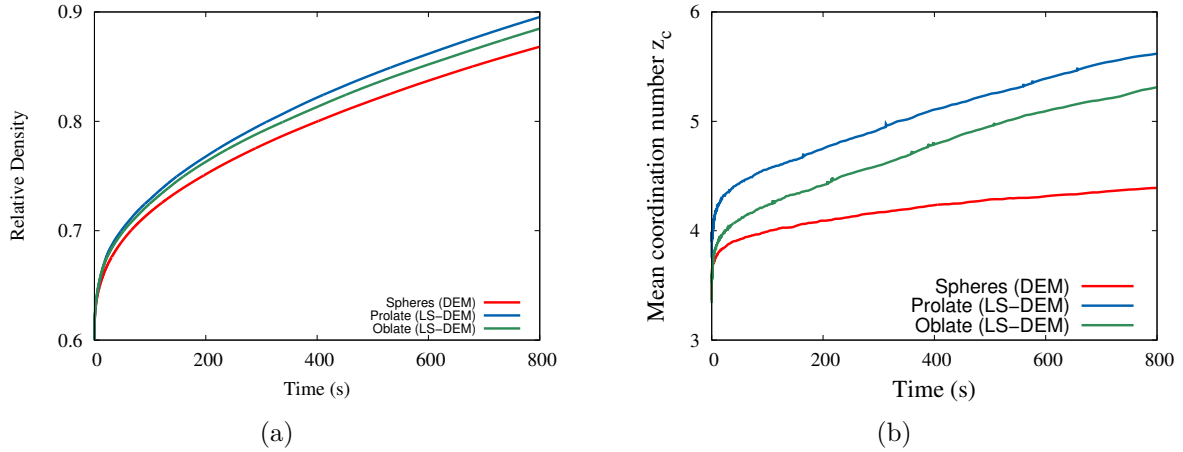 0.9
0.8
0.7
0.6
Relative Density
Spheres (DEM)
Prolate (LS-DEM)
Oblate (LS-DEM)
0 200 400 600 800
Time (s)
(a)
6
5
4
3
Mean coordination number z_c
Spheres (DEM)
Prolate (LS-DEM)
Oblate (LS-DEM)
0 200 400 600 800
Time (s)
(b)